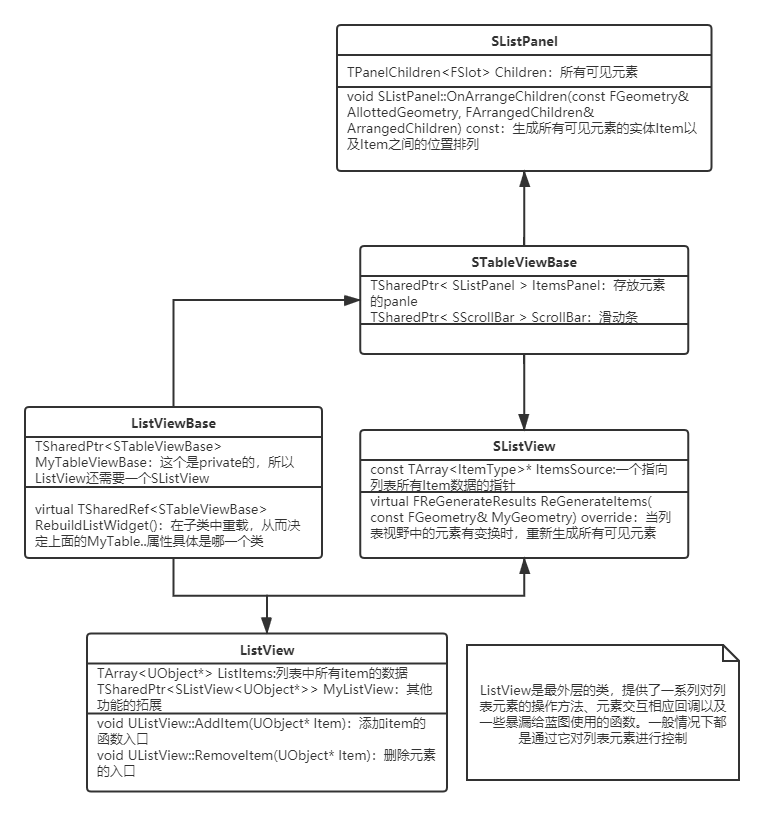 SListPanel
TPanelChildren<FSlot> Children：所有可见元素
void SListPanel::OnArrangeChildren(const FGeometry&
AllottedGeometry, FArrangedChildren&
ArrangedChildren) const：生成所有可见元素的实体Item以
及Item之间的位置排列
STableViewBase
TSharedPtr< SListPanel > ItemsPanel：存放元素
的panle
TSharedPtr< SScrollBar > ScrollBar：滑动条
ListViewBase
TSharedPtr<STableViewBase>
MyTableViewBase：这个是private的，所以
ListView还需要一个SListView
virtual TSharedRef<STableViewBase>
RebuildListWidget()：在子类中重载，从而决
定上面的MyTable..属性具体是哪一个类
SListView
const TArray<ItemType>* ItemsSource:一个指向
列表所有Item数据的指针
virtual FReGenerateResults ReGenerateItems(
const FGeometry& MyGeometry) override：当列
表视野中的元素有变换时，重新生成所有可见元素
ListView
TArray<UObject*> ListItems:列表中所有item的数据
TSharedPtr<SListView<UObject*>> MyListView：其他
功能的拓展
void UListView::AddItem(UObject* Item)：添加item的
函数入口
void UListView::RemoveItem(UObject* Item)：删除元素
的入口
ListView是最外层的类，提供了一系列对列
表元素的操作方法、元素交互相应回调以及
一些暴漏给蓝图使用的函数。一般情况下都
是通过它对列表元素进行控制